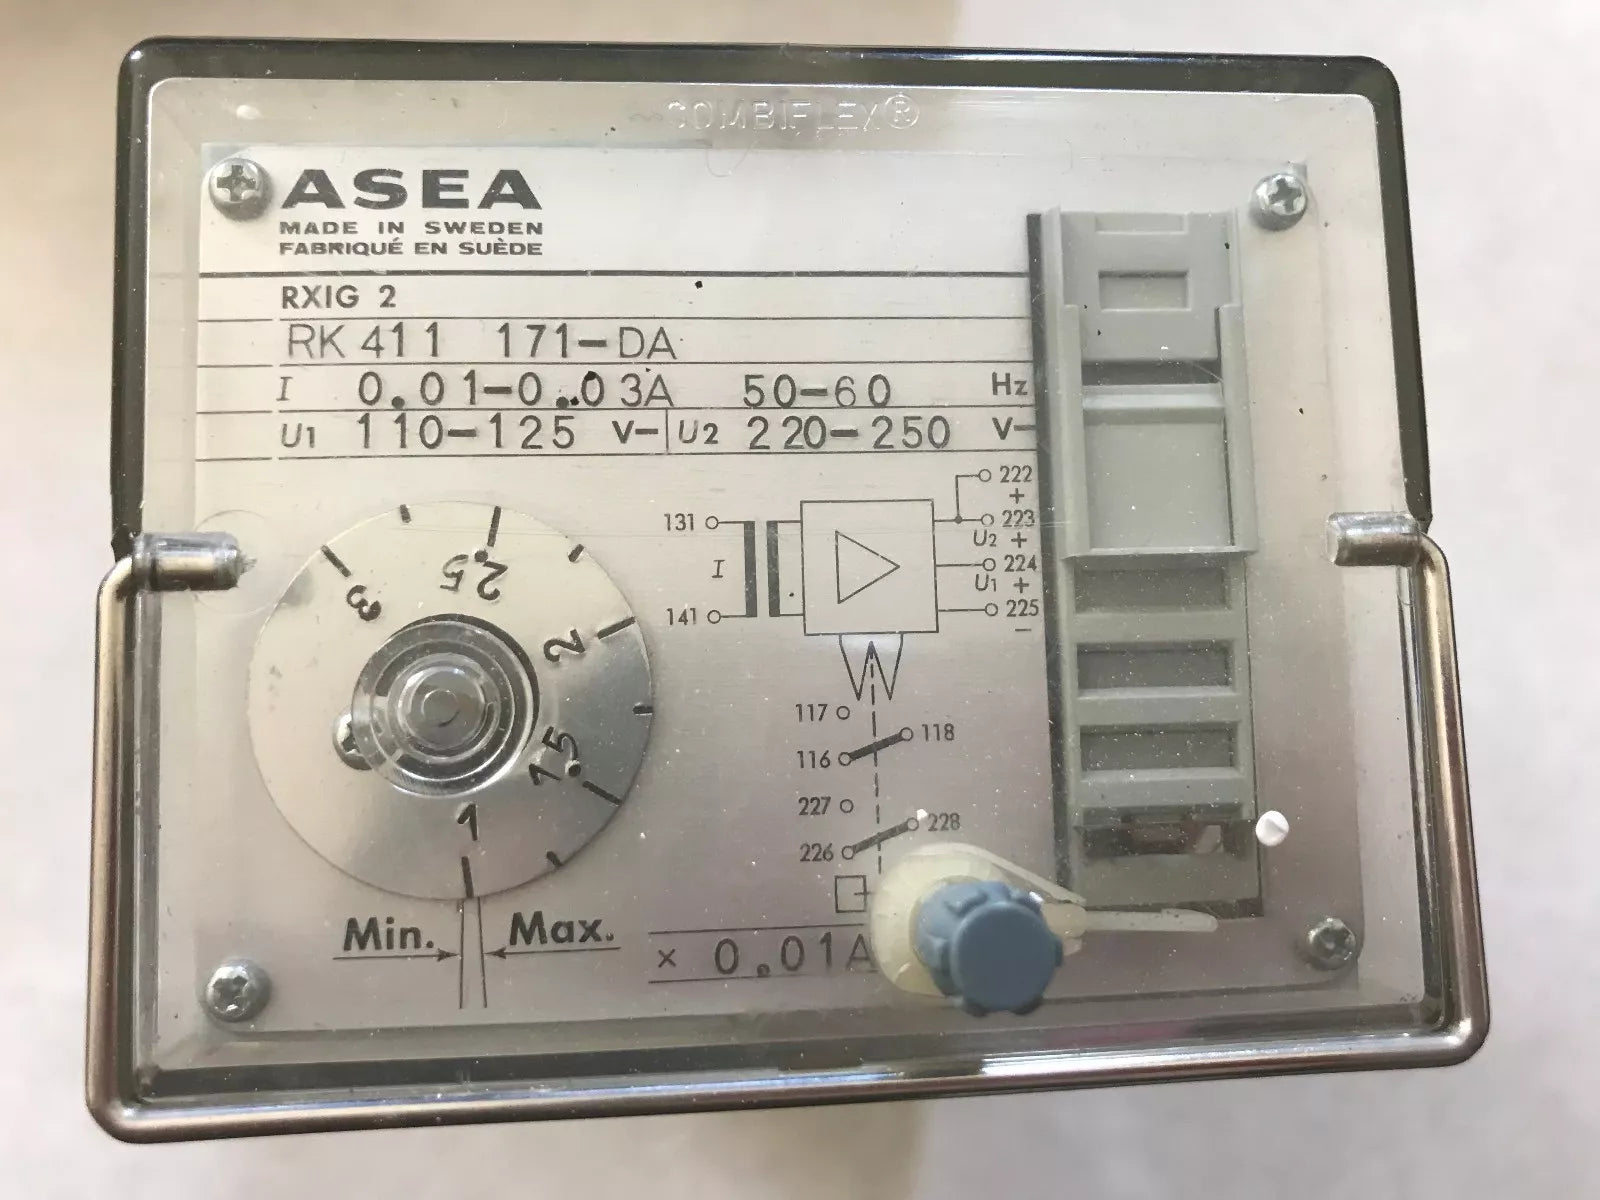 COMBIFLEX®
ASEA
MADE IN SWEDEN
FABRIQUÉ EN SUÈDE
RXIG 2
RK 411 171-DA
I 0.01-0.03A 50-60 Hz
U1 110-125 V- U2 220-250 V-
222
+
131 223
U2 +
I 224
U1 +
141 225
-
3 2.5 2 1.5 1
117
118
116
227
228
226
Min. Max.
× 0.01A